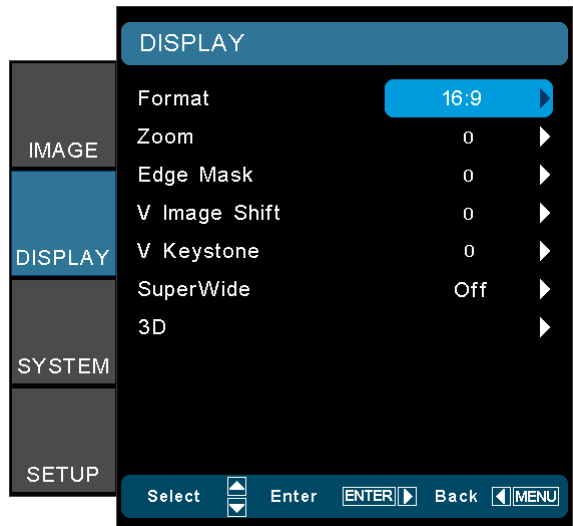 DISPLAY
IMAGE
DISPLAY
SYSTEM
SETUP
Format 16:9
Zoom 0
Edge Mask 0
V Image Shift 0
V Keystone 0
SuperWide Off
3D
Select Enter ENTER Back MENU